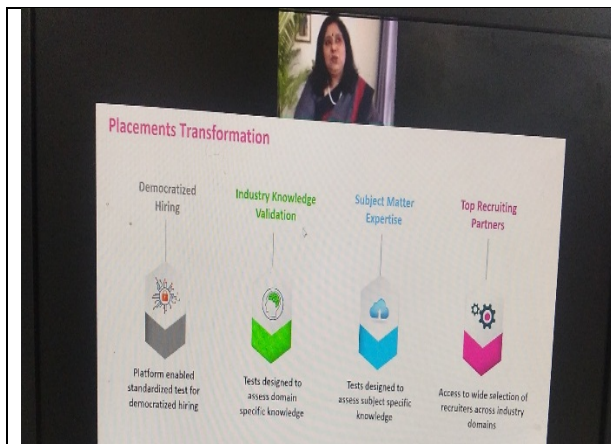 Placements Transformation
Democratized
Hiring
Industry Knowledge
Validation
Subject Matter
Expertise
Top Recruiting
Partners
Platform enabled
standardized test for
democratized hiring
Tests designed to
assess domain
specific knowledge
Tests designed to
assess subject specific
knowledge
Access to wide selection of
recruiters across industry
domains